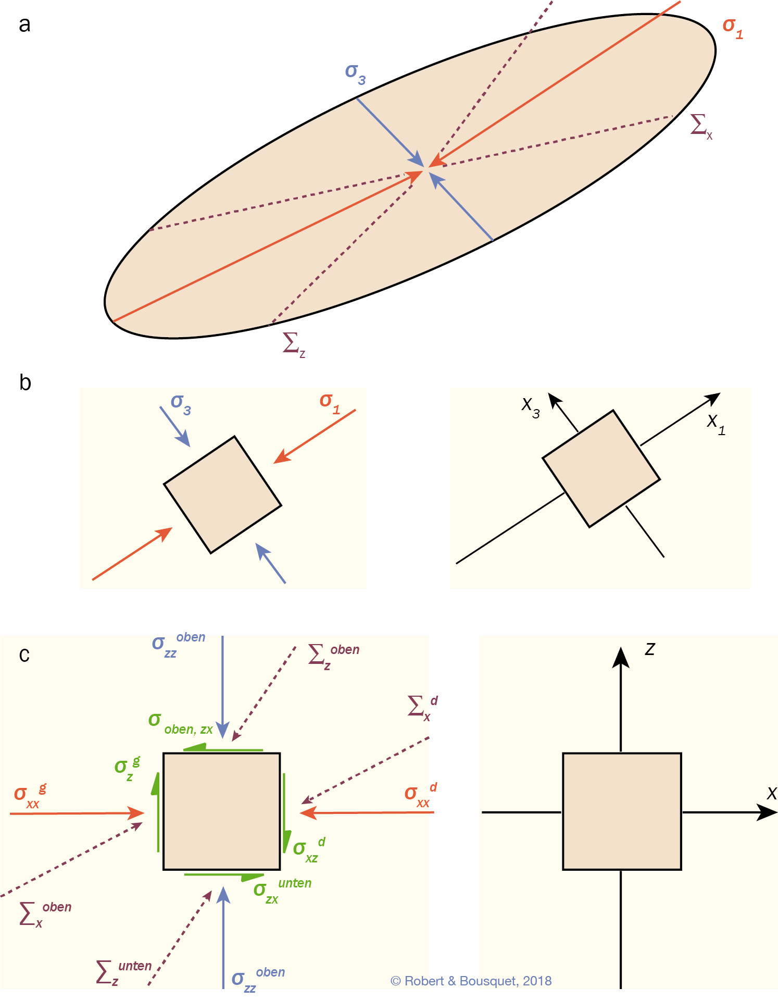 a
σ1
σ3
Σx
Σz
b
σ3
σ1
x3
x1
c
σzz oben
Σz oben
z
Σx d
σ oben, zx
σz g
σxx g
σxx d
x
σxz d
σzx unten
Σx oben
Σz unten
σzz oben
© Robert & Bousquet, 2018